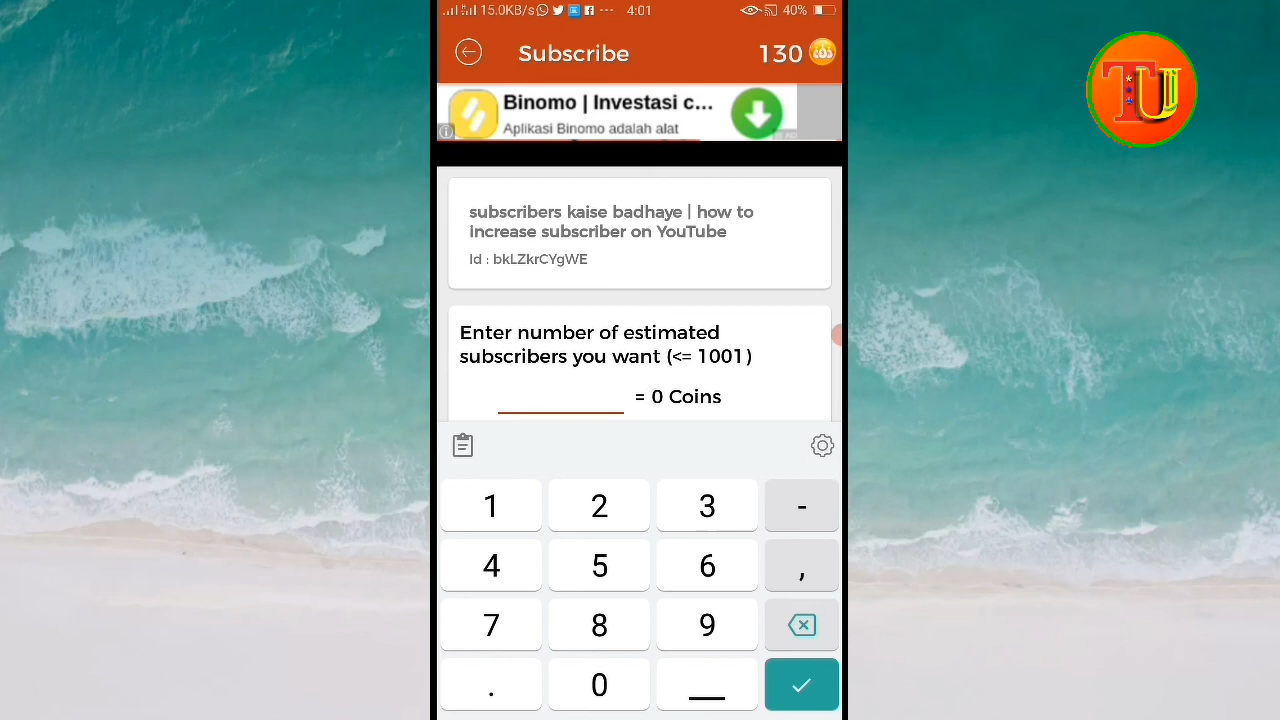 15.0KB/s ... 4:01 40%
Subscribe 130
Binomo | Investasi c...
Aplikasi Binomo adalah alat
subscribers kaise badhaye | how to
increase subscriber on YouTube
Id : bkLZkrCYgWE
Enter number of estimated
subscribers you want (<= 1001)
= 0 Coins
1 2 3 -
4 5 6 ,
7 8 9
. 0
TU